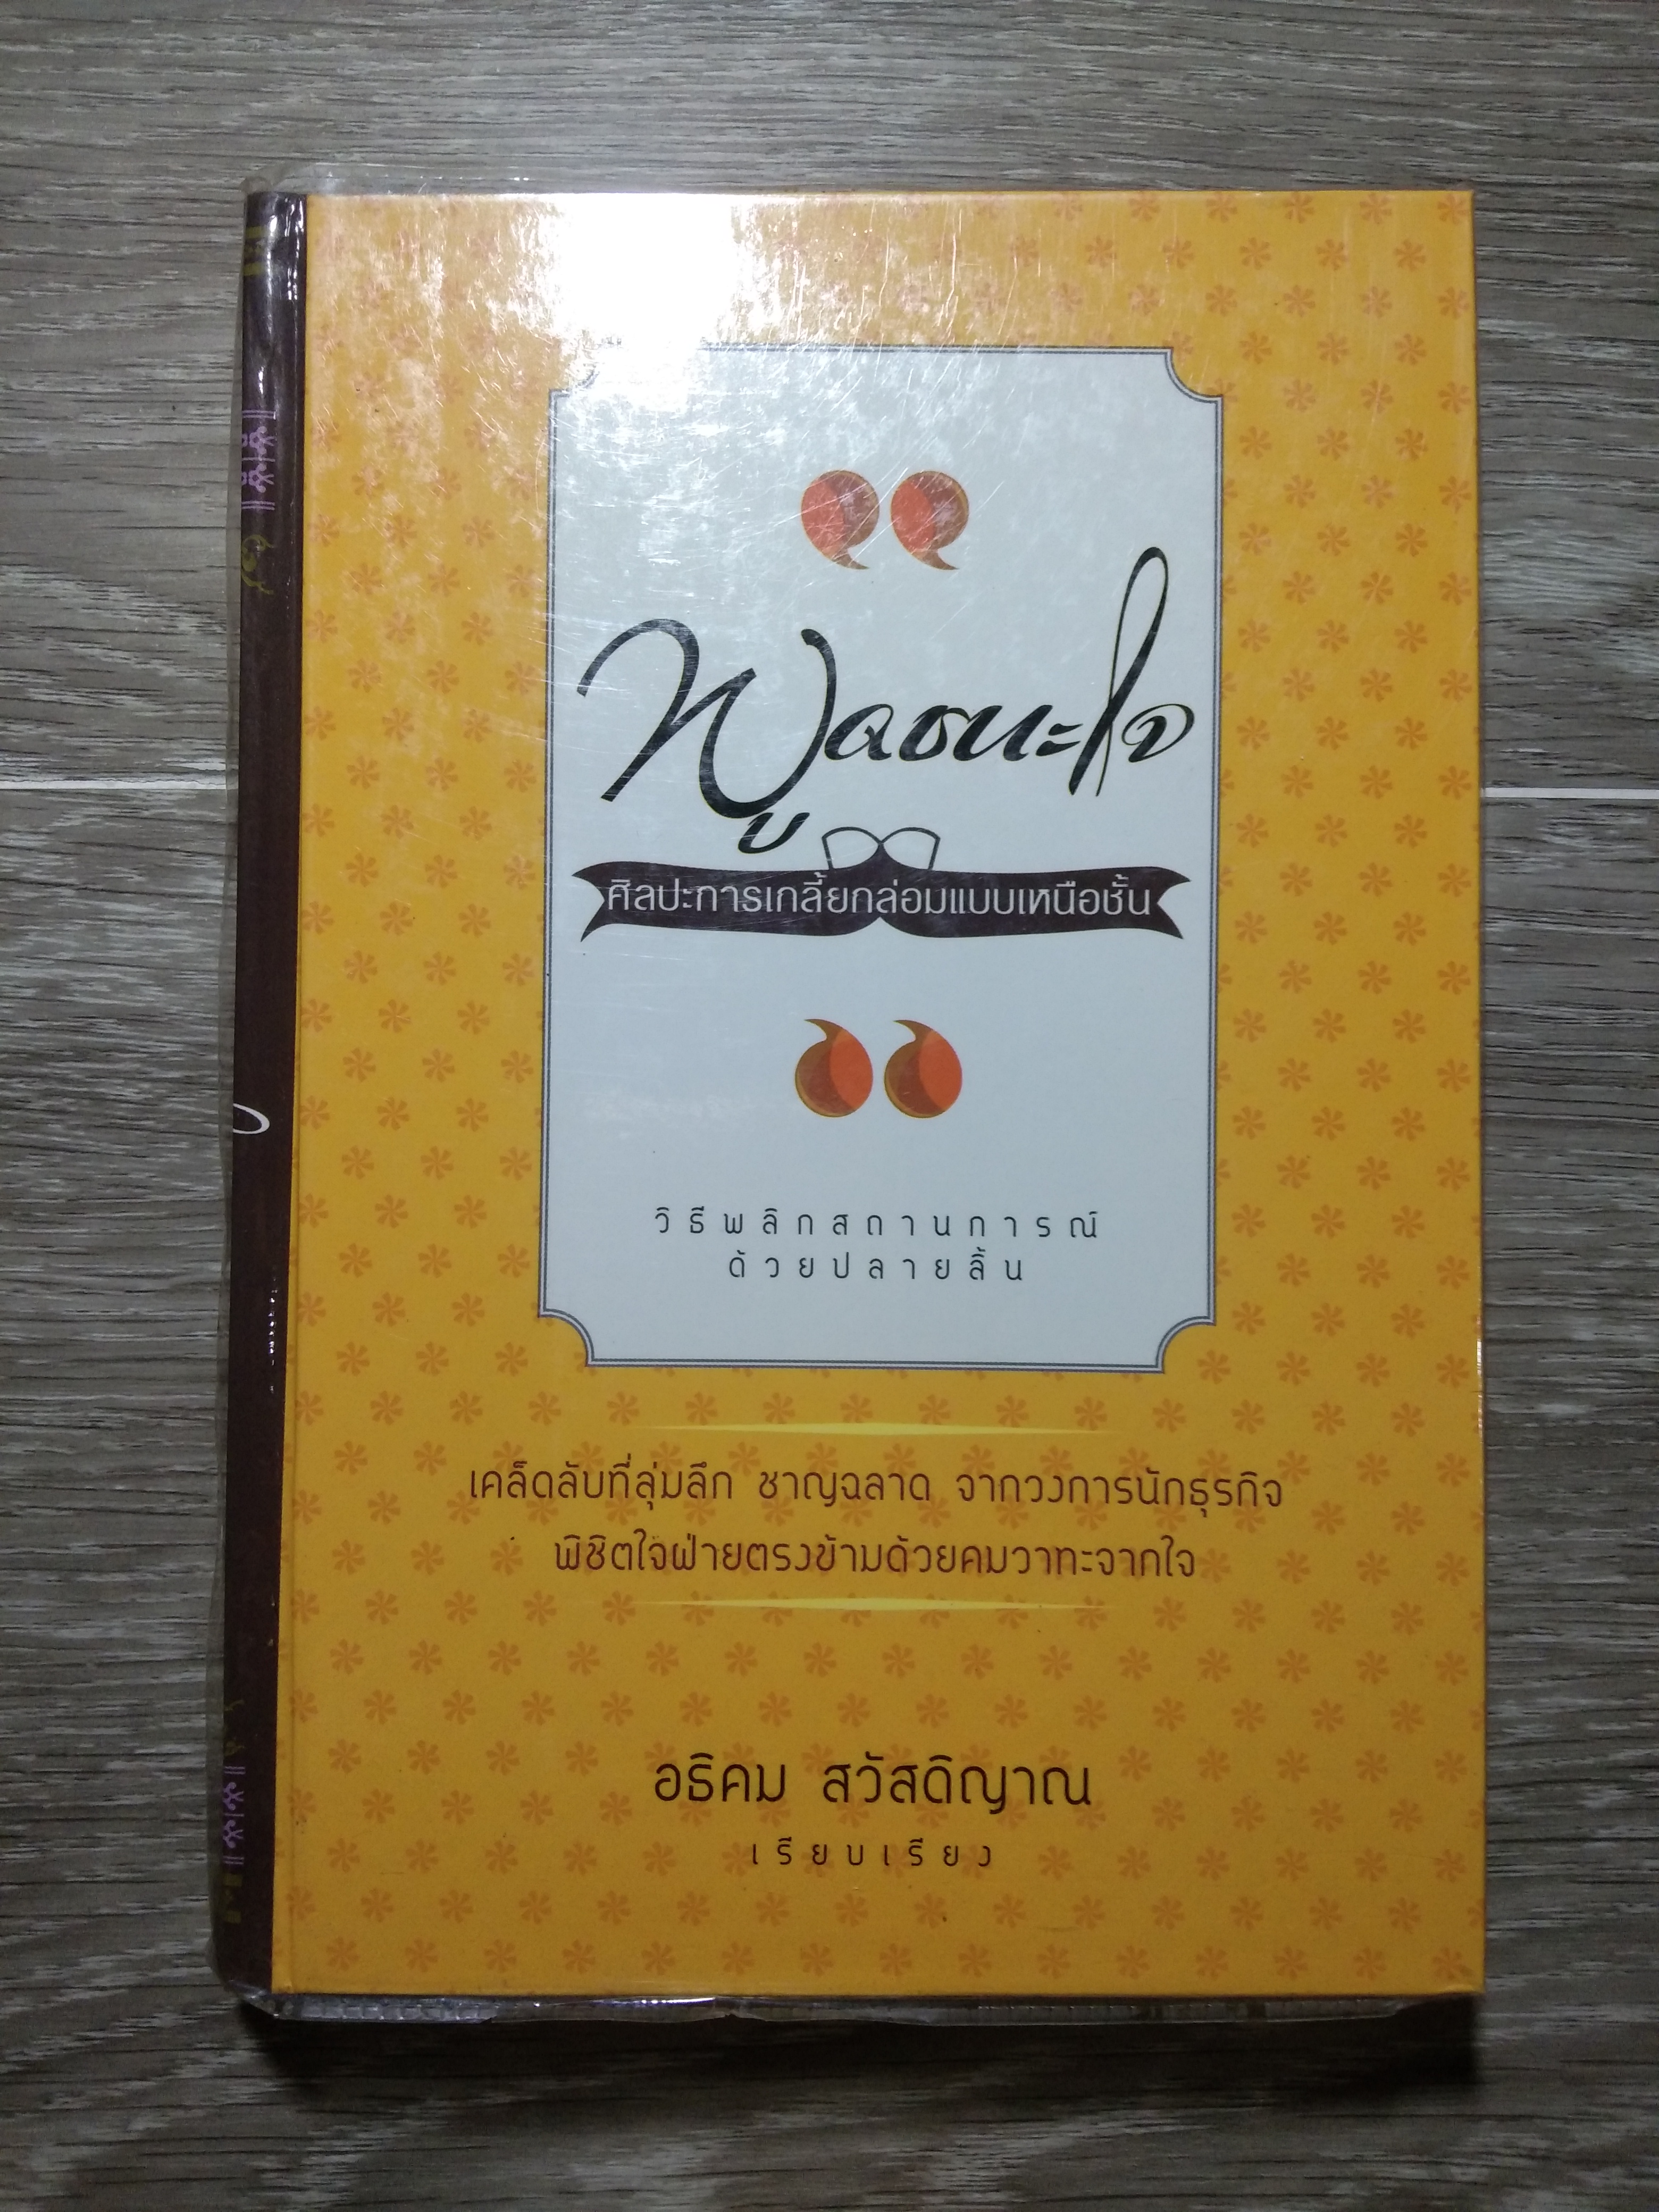 พูดชนะใจ
ศิลปะการเกลี้ยกล่อมแบบเหนือชั้น
วิธีพลิกสถานการณ์
ด้วยปลายลิ้น
เคล็ดลับที่ลุ่มลึก ชาญฉลาด จากวงการนักธุรกิจ
พิชิตใจฝ่ายตรงข้ามด้วยคมวาทะจากใจ
อธิคม สวัสดิญาณ
เรียบเรียง